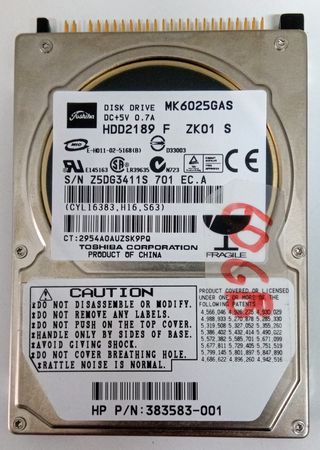 Toshiba
DISK DRIVE MK6025GAS
DC+5V 0.7A
HDD2189 F ZK01 S
E-H011-02-5168(B) D33003
E145163 LR39635 N723
S/N Z5DG3411S 701 EC.A
(CYL16383,H16,S63)
CT:2954A0AUZSK9PQ
TOSHIBA CORPORATION
PRODUCT OF CHINA
FRAGILE
CAUTION
DO NOT DISASSEMBLE OR MODIFY.
DO NOT REMOVE ANY LABELS.
DO NOT PUSH ON THE TOP COVER.
HANDLE ONLY BY SIDES OF BASE.
AVOID GIVING SHOCK.
DO NOT COVER BREATHER HOLE.
RATTLE NOISE IS NORMAL.
PRODUCT COVERED AND/OR LICENSED
UNDER ONE OR MORE OF THE
FOLLOWING US PATENTS:
HP P/N:383583-001